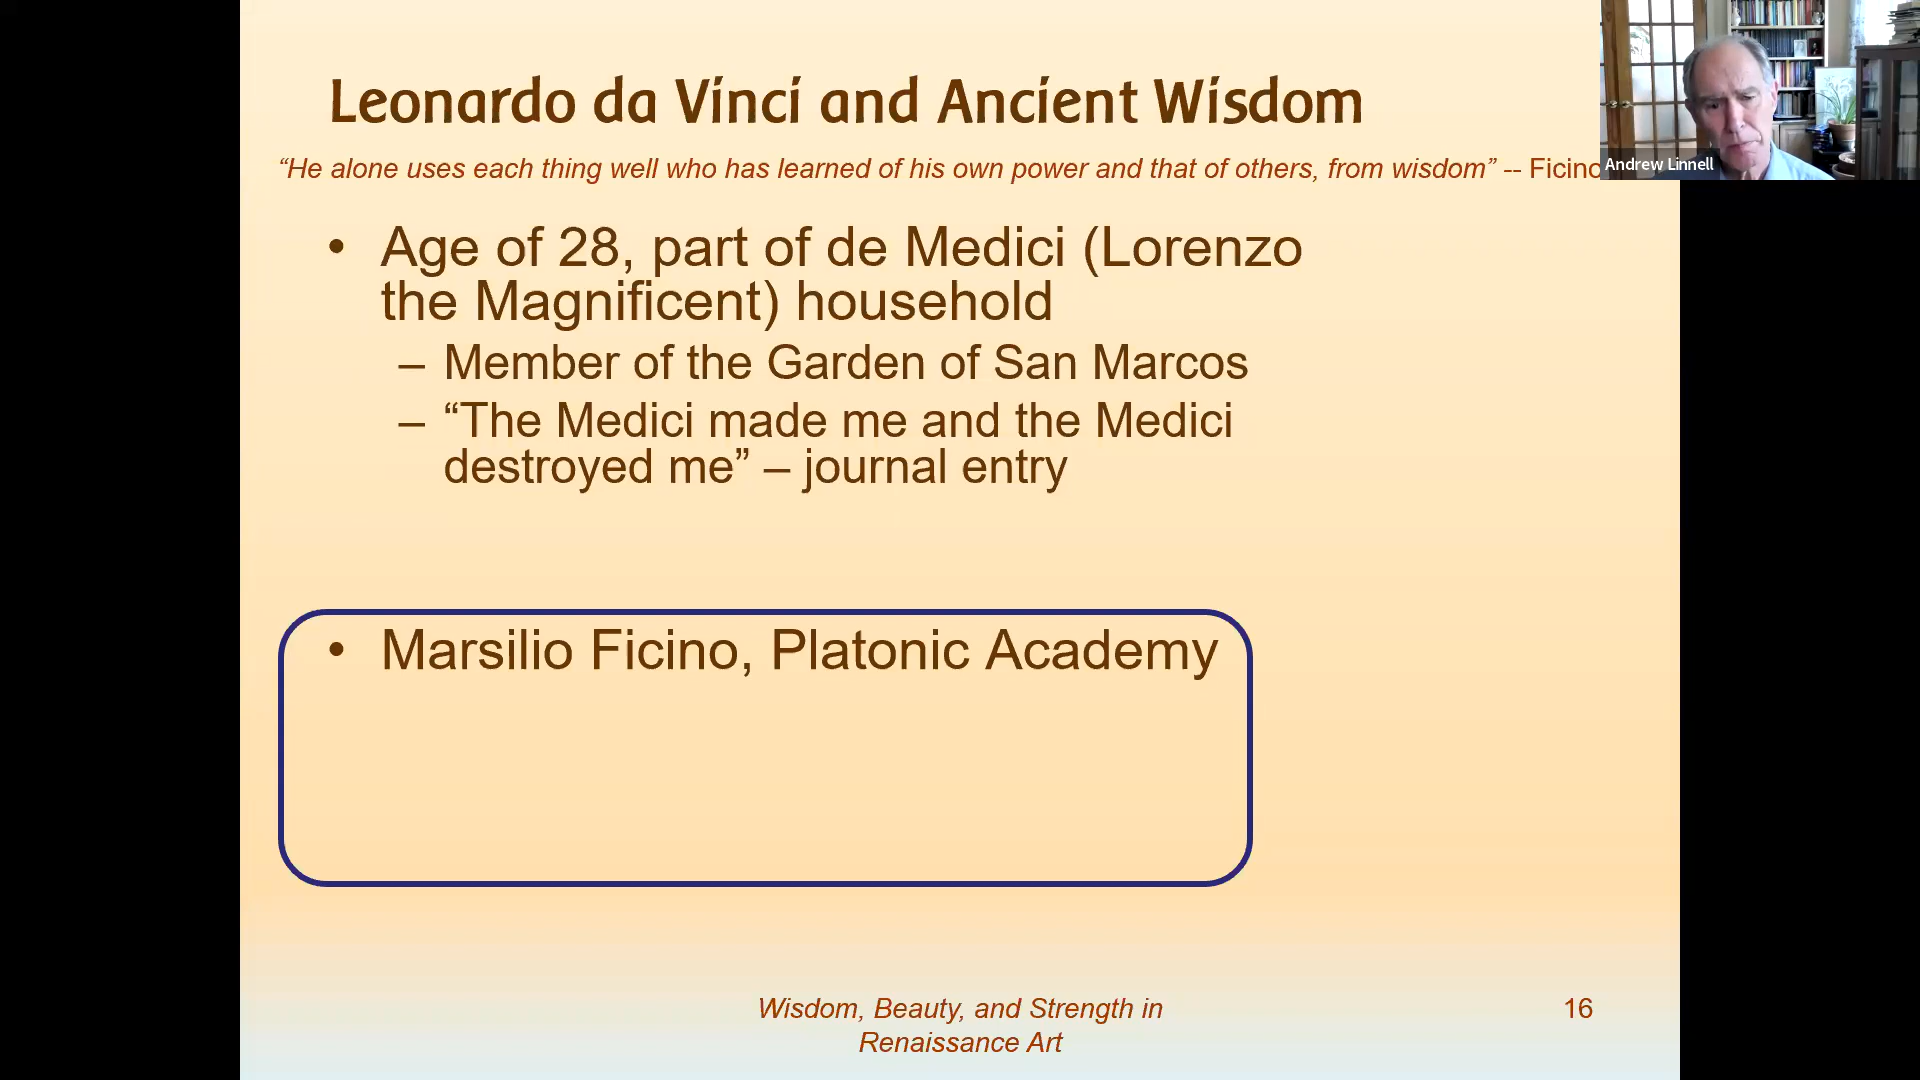 Leonardo da Vinci and Ancient Wisdom
“He alone uses each thing well who has learned of his own power and that of others, from wisdom” -- Ficino
Andrew Linnell
• Age of 28, part of de Medici (Lorenzo
the Magnificent) household
– Member of the Garden of San Marcos
– “The Medici made me and the Medici
destroyed me” – journal entry
• Marsilio Ficino, Platonic Academy
Wisdom, Beauty, and Strength in
Renaissance Art
16